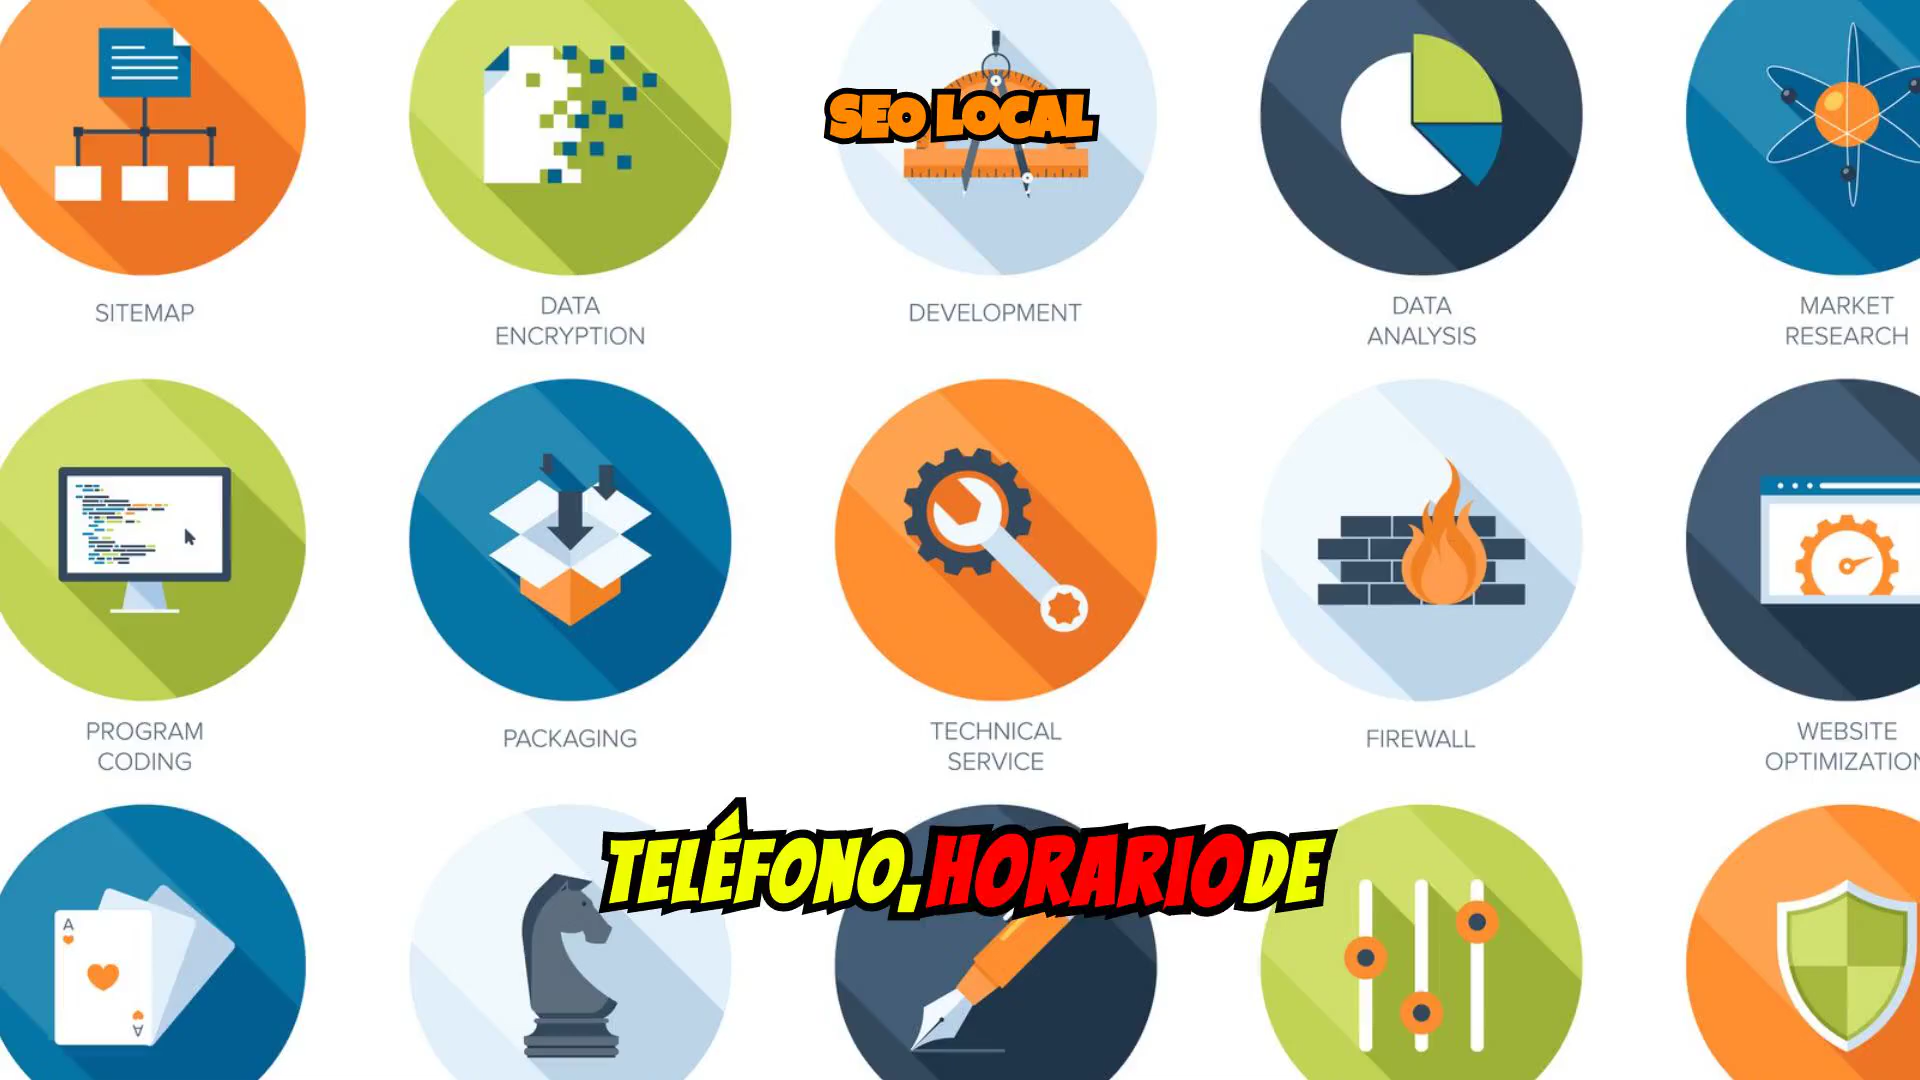 SEO LOCAL
SITEMAP
DATA
ENCRYPTION
DEVELOPMENT
DATA
ANALYSIS
MARKET
RESEARCH
PROGRAM
CODING
PACKAGING
TECHNICAL
SERVICE
FIREWALL
WEBSITE
OPTIMIZATION
TELÉFONO, HORARIO DE
A
A